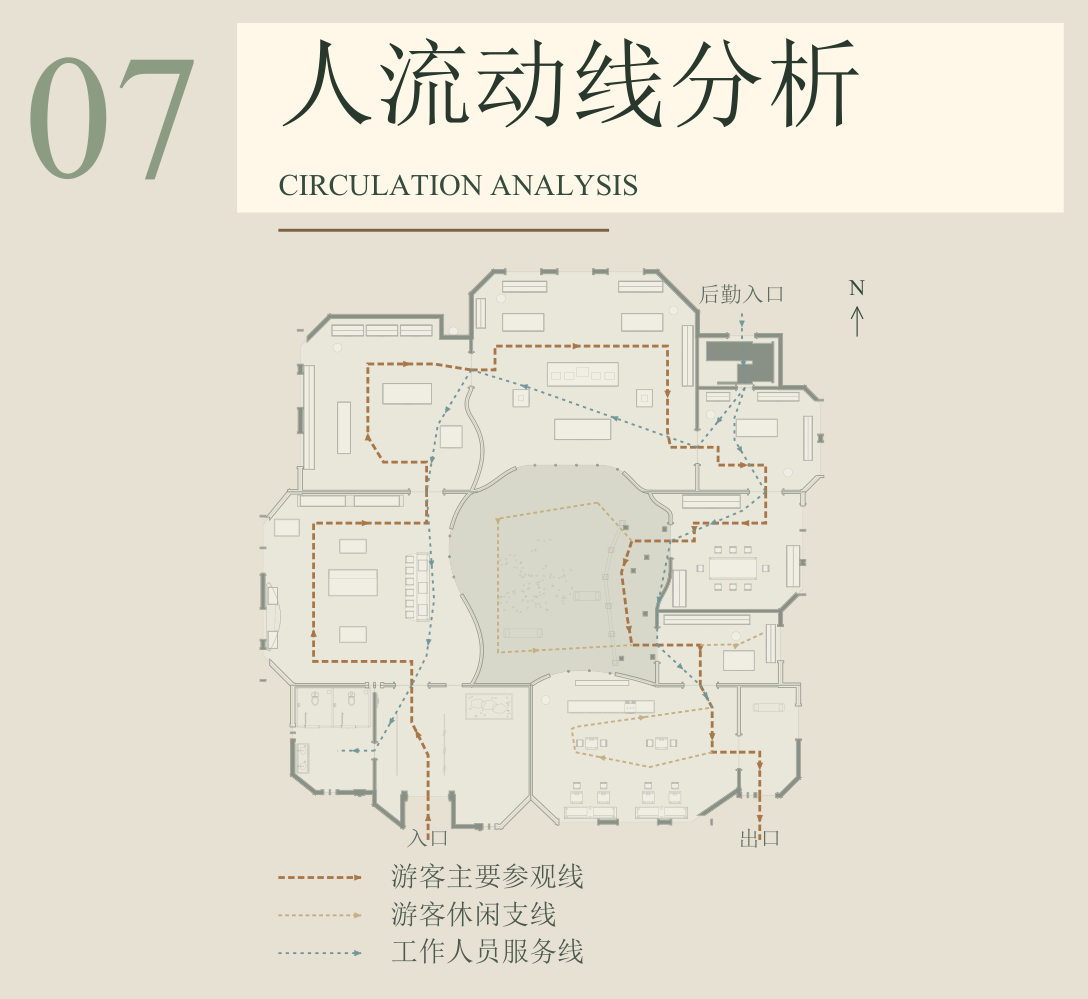 07
人流动线分析
CIRCULATION ANALYSIS
后勤入口
N
入口
出口
游客主要参观线
游客休闲支线
工作人员服务线